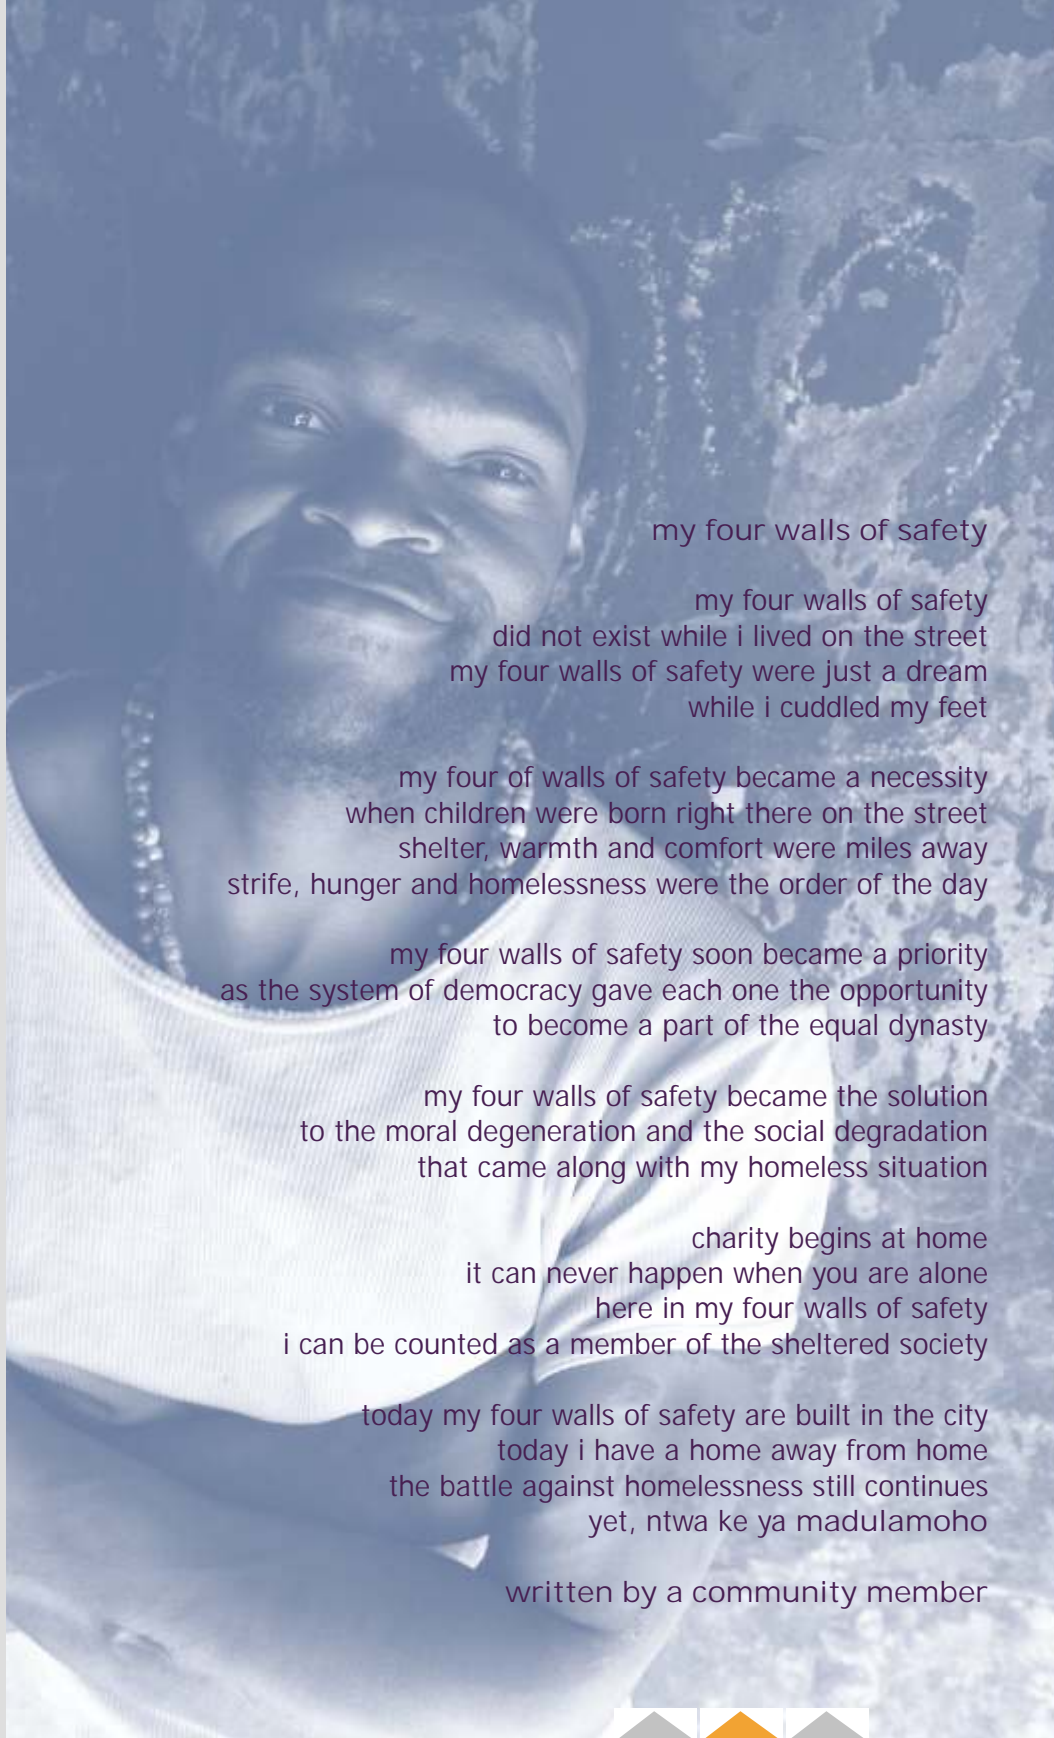 my four walls of safety
my four walls of safety
did not exist while i lived on the street
my four walls of safety were just a dream
while i cuddled my feet
my four of walls of safety became a necessity
when children were born right there on the street
shelter, warmth and comfort were miles away
strife, hunger and homelessness were the order of the day
my four walls of safety soon became a priority
as the system of democracy gave each one the opportunity
to become a part of the equal dynasty
my four walls of safety became the solution
to the moral degeneration and the social degradation
that came along with my homeless situation
charity begins at home
it can never happen when you are alone
here in my four walls of safety
i can be counted as a member of the sheltered society
today my four walls of safety are built in the city
today i have a home away from home
the battle against homelessness still continues
yet, ntwa ke ya madulamoho
written by a community member